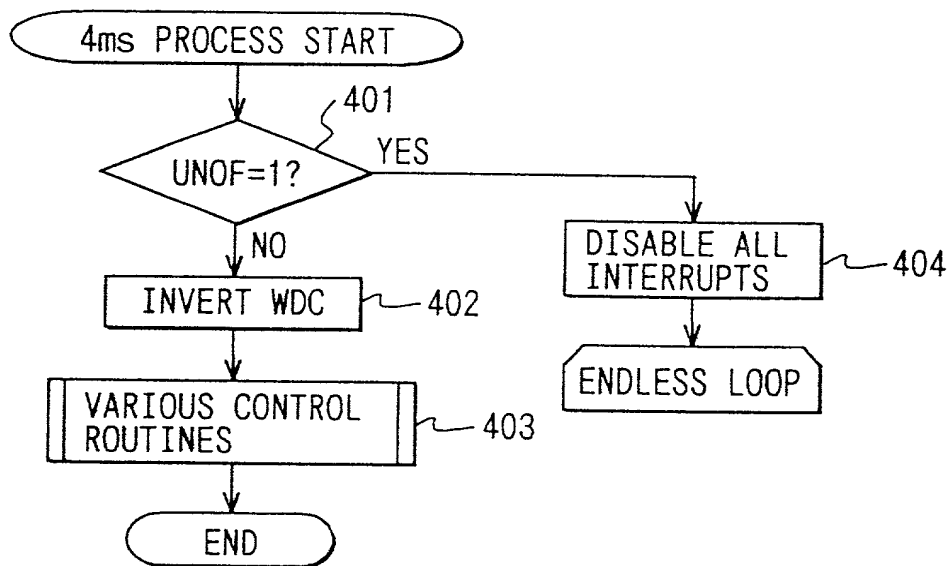 4ms PROCESS START
401
UNOF=1?
YES
NO
DISABLE ALL
INTERRUPTS
404
INVERT WDC
402
ENDLESS LOOP
VARIOUS CONTROL
ROUTINES
403
END